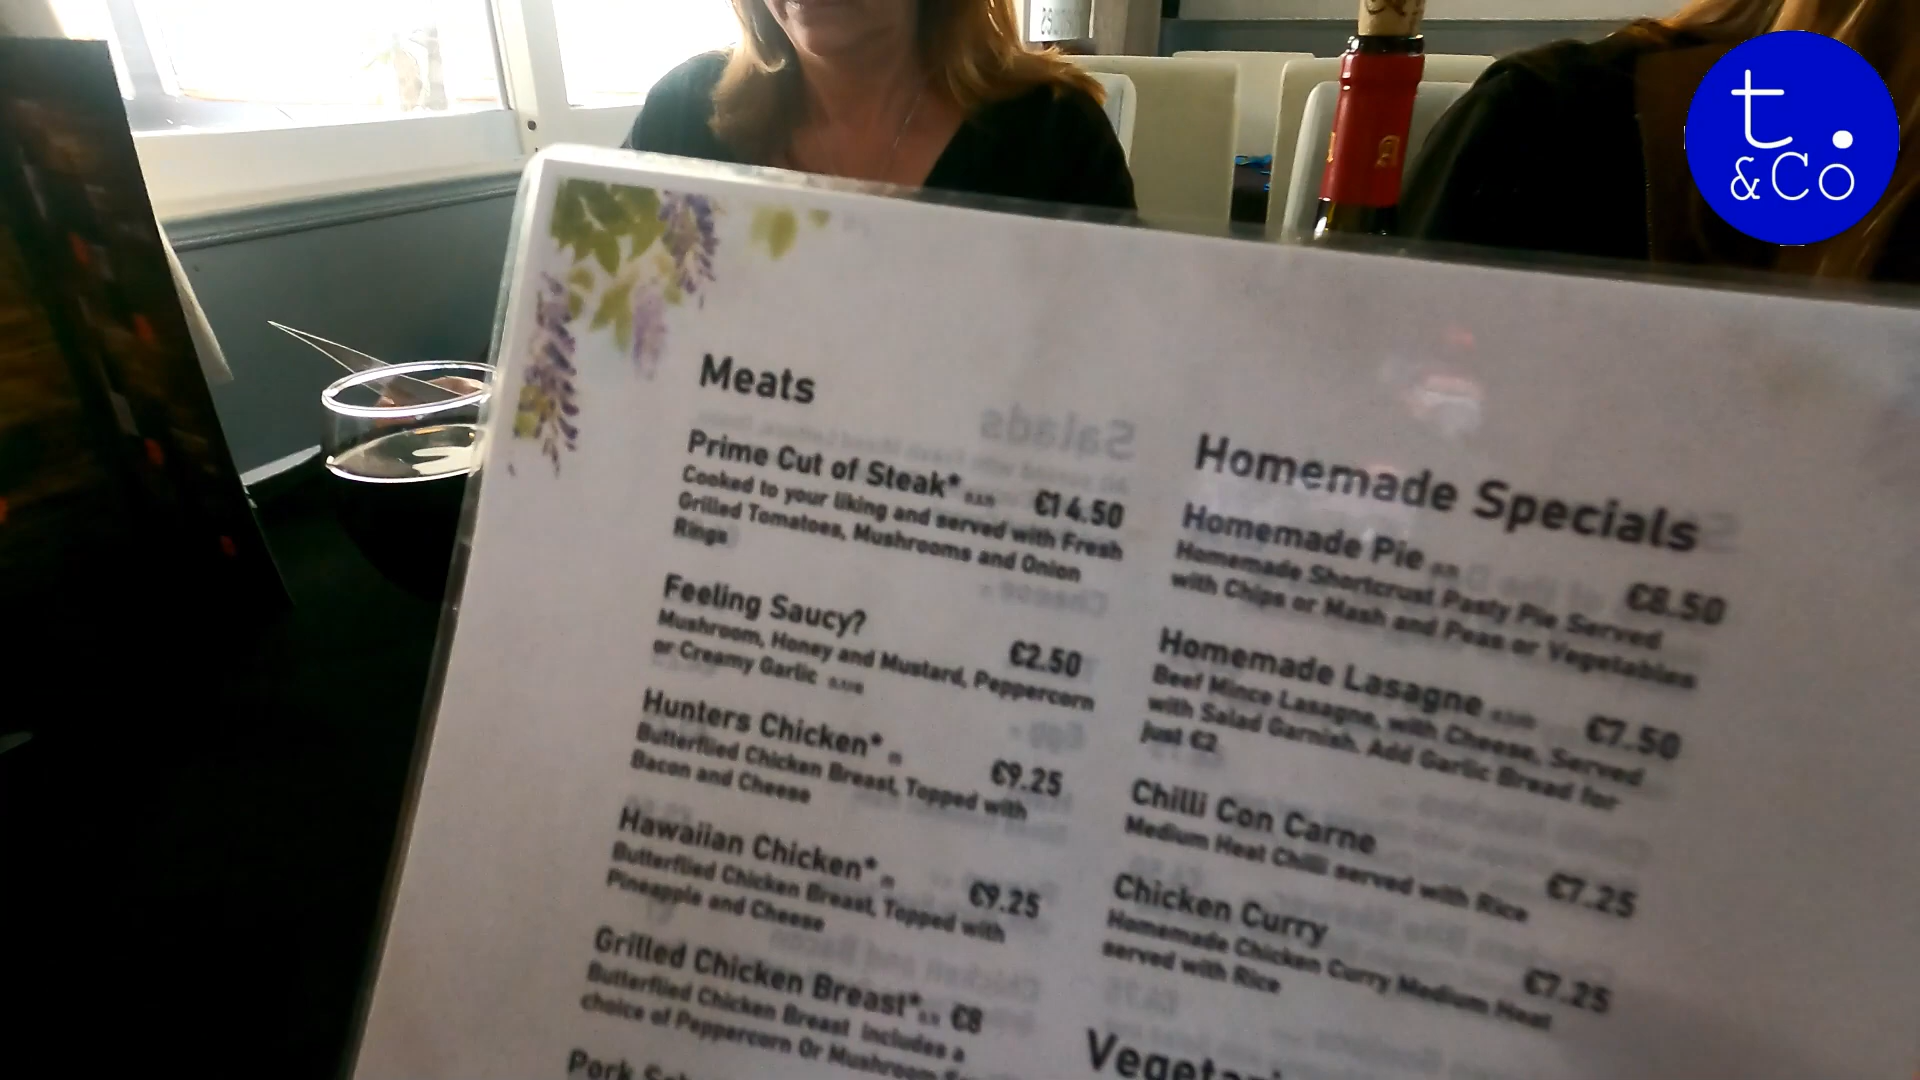 t.
&Co
Meats
Prime Cut of Steak* €14.50
Cooked to your liking and served with Fresh
Grilled Tomatoes, Mushrooms and Onion
Rings
Feeling Saucy?
€2.50
Mushroom, Honey and Mustard, Peppercorn
or Creamy Garlic
Hunters Chicken*
€9.25
Butterflied Chicken Breast, Topped with
Bacon and Cheese
Hawaiian Chicken*
€9.25
Butterflied Chicken Breast, Topped with
Pineapple and Cheese
Grilled Chicken Breast* €8
Butterflied Chicken Breast includes a
choice of Peppercorn Or Mushroom
Pork
Homemade Specials
Homemade Pie
€8.50
Homemade Shortcrust Pasty Pie Served
with Chips or Mash and Peas or Vegetables
Homemade Lasagne
€7.50
Beef Mince Lasagne, with Cheese, Served
with Salad Garnish. Add Garlic Bread for
just €2
Chilli Con Carne
€7.25
Medium Heat Chilli served with Rice
Chicken Curry
€7.25
Homemade Chicken Curry Medium Heat
served with Rice
Salads